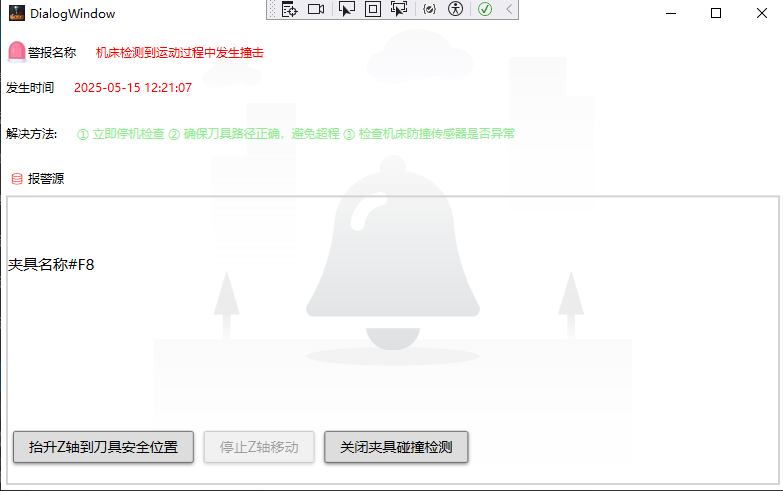 DialogWindow
警报名称 机床检测到运动过程中发生撞击
发生时间 2025-05-15 12:21:07
解决方法: ① 立即停机检查 ② 确保刀具路径正确，避免超程 ③ 检查机床防撞传感器是否异常
报警源
夹具名称#F8
抬升Z轴到刀具安全位置 停止Z轴移动 关闭夹具碰撞检测